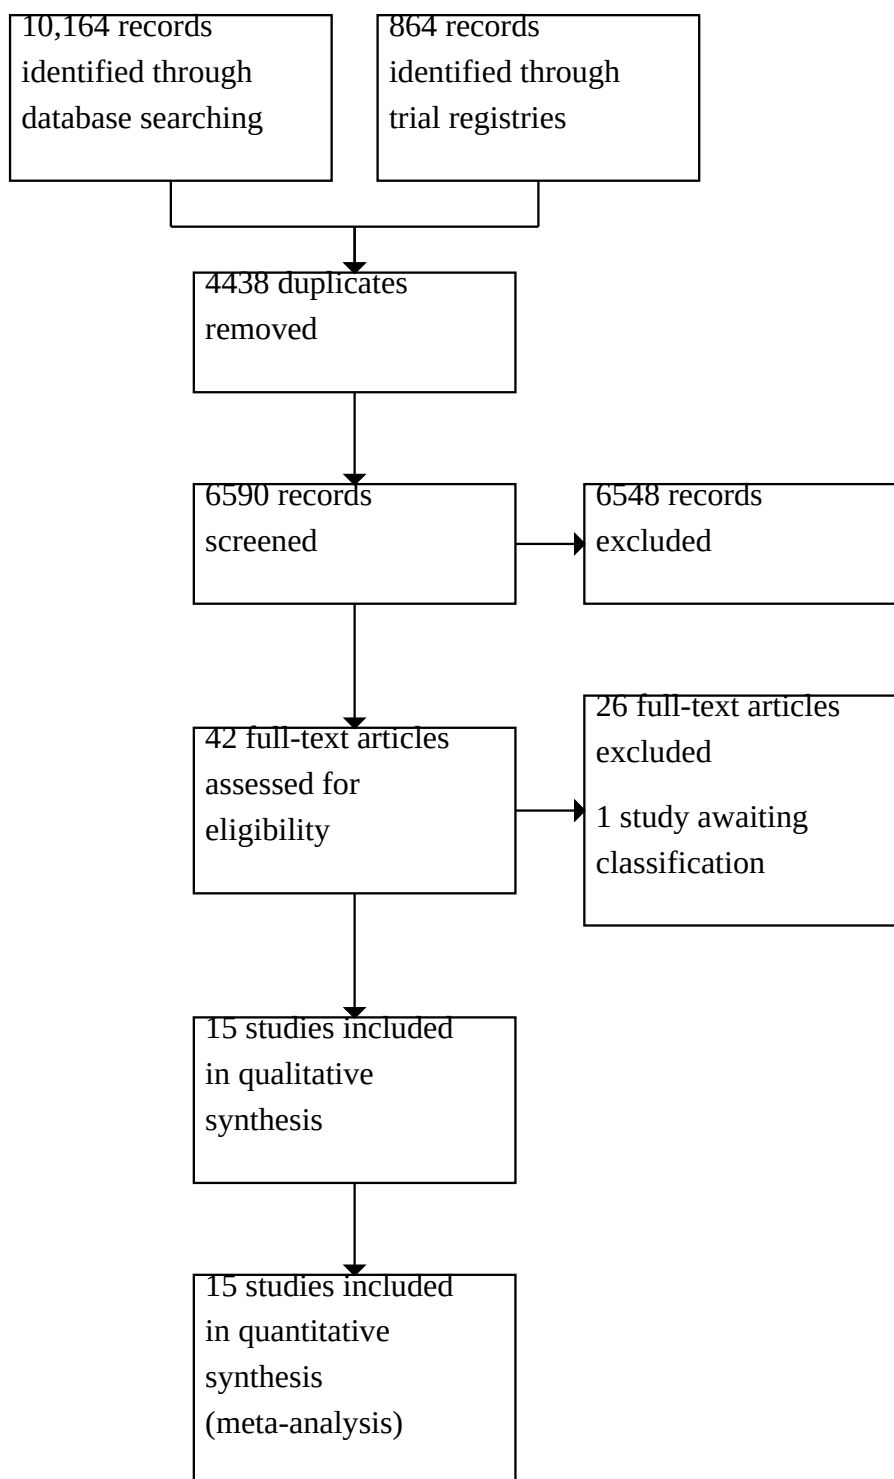 10,164 records
identified through
database searching
864 records
identified through
trial registries
4438 duplicates
removed
6590 records
screened
6548 records
excluded
42 full-text articles
assessed for
eligibility
26 full-text articles
excluded
1 study awaiting
classification
15 studies included
in qualitative
synthesis
15 studies included
in quantitative
synthesis
(meta-analysis)